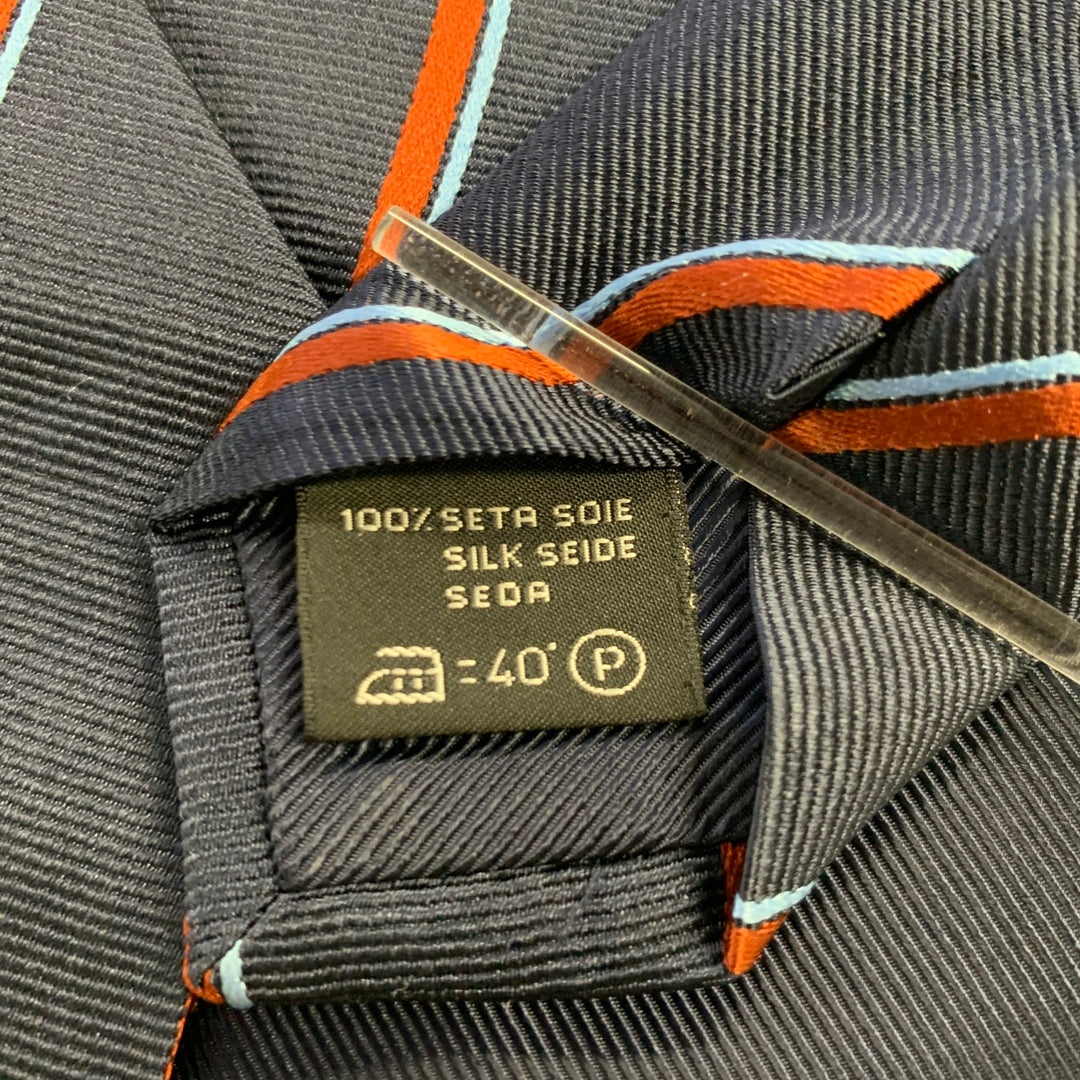 100% SETA SOIE
SILK SEIDE
SEDA
=40° P